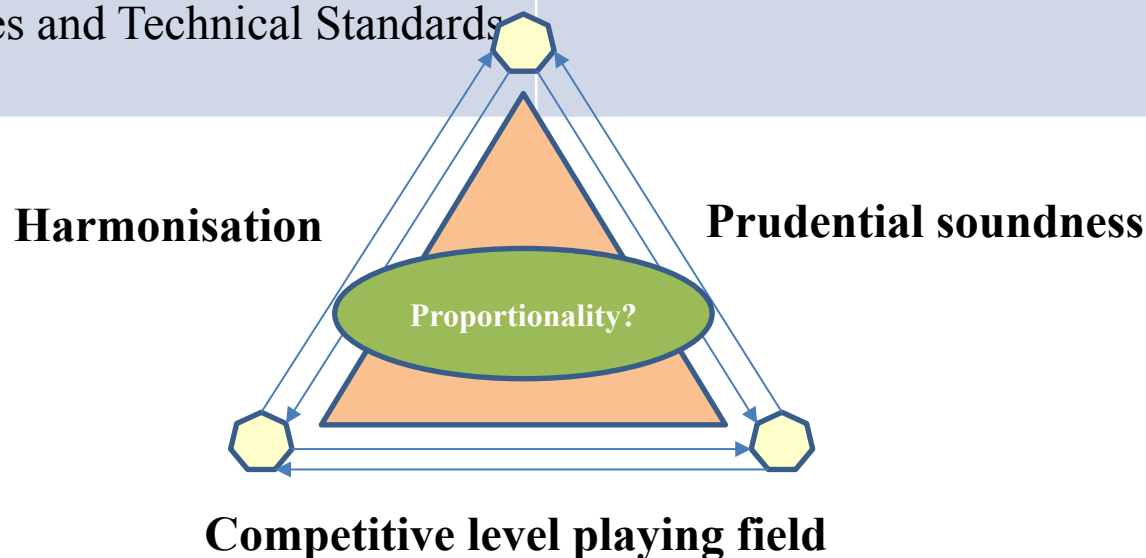 es and Technical Standards
Harmonisation
Prudential soundness
Proportionality?
Competitive level playing field